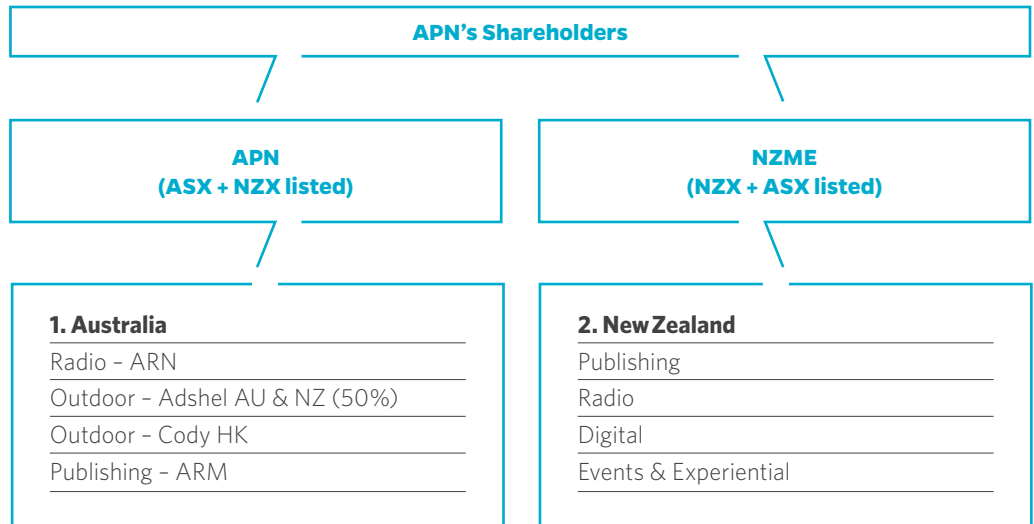 APN's Shareholders
APN
(ASX + NZX listed)
NZME
(NZX + ASX listed)
1. Australia
Radio – ARN
Outdoor – Adshel AU & NZ (50%)
Outdoor – Cody HK
Publishing – ARM
2. New Zealand
Publishing
Radio
Digital
Events & Experiential